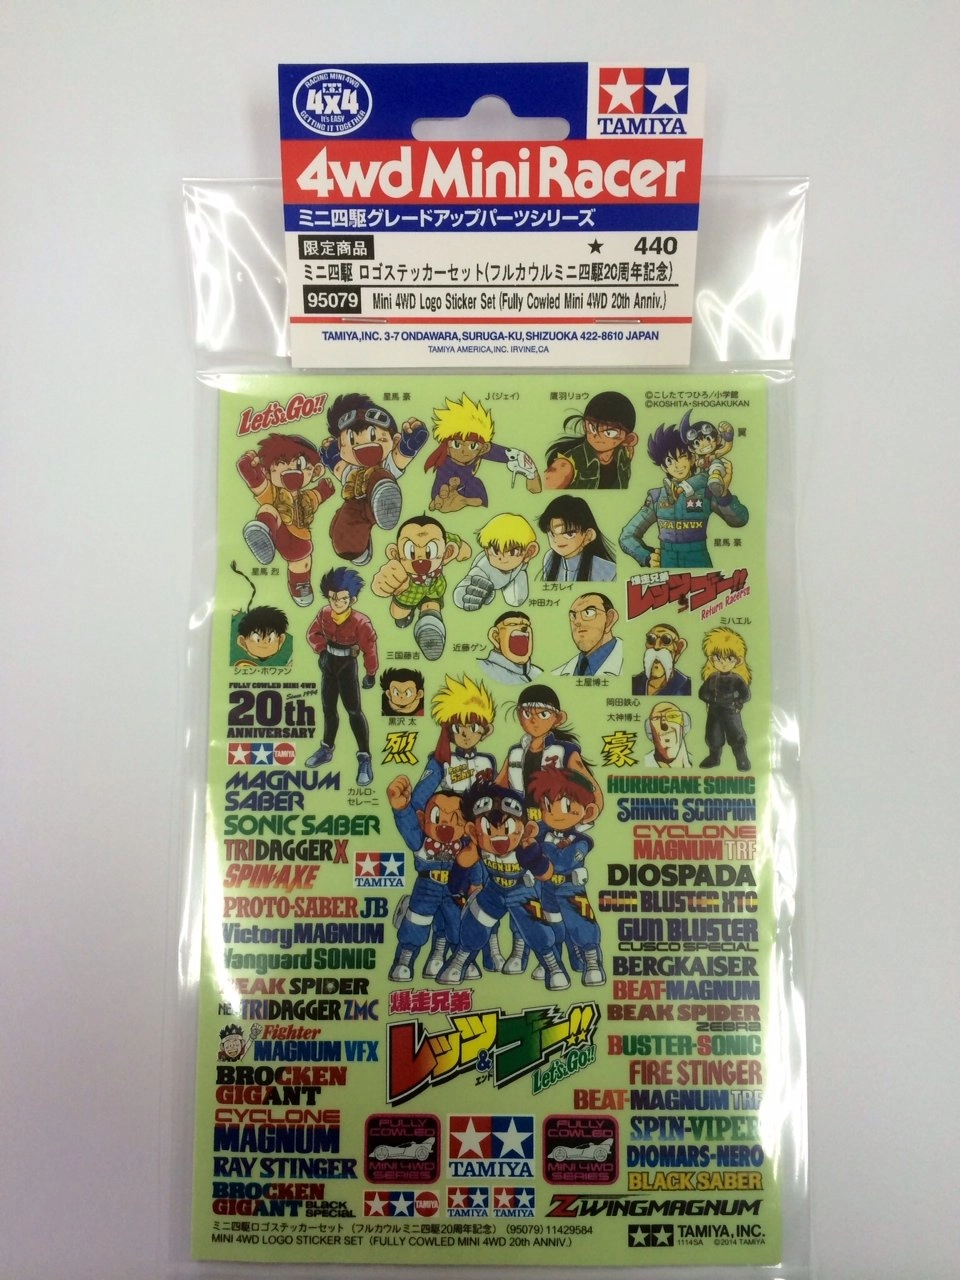 RACING MINI 4WD
4x4
It's EASY
GETTING IT TOGETHER
TAMIYA
4wd Mini Racer
ミニ四駆グレードアップパーツシリーズ
限定商品
★ 440
ミニ四駆 ロゴステッカーセット(フルカウルミニ四駆20周年記念)
95079 Mini 4WD Logo Sticker Set (Fully Cowled Mini 4WD 20th Anniv.)
TAMIYA, INC. 3-7 ONDAWARA, SURUGA-KU, SHIZUOKA 422-8610 JAPAN
TAMIYA AMERICA, INC. IRVINE, CA
Let's & Go!!
星馬 豪
J(ジェイ)
鷹羽リョウ
©こしたてつひろ/小学館
©KOSHITA・SHOGAKUKAN
翼
MAGNUM
星馬 豪
星馬 烈
土方レイ
沖田カイ
爆走兄弟
レッツ&ゴー!!
Return Racers!!
ミハエル
シェン・ホワァン
三国藤吉
近藤ゲン
土屋博士
岡田鉄心
大神博士
黒沢 太
烈
豪
カルロ・
セレーニ
FULLY COWLED MINI 4WD
Since 1994
20th
ANNIVERSARY
TAMIYA
MAGNUM
SABER
SONIC SABER
TRIDAGGER X
SPIN-AXE
TAMIYA
PROTO-SABER JB
Victory MAGNUM
Vanguard SONIC
BEAK SPIDER
NEO TRIDAGGER ZMC
Fighter
MAGNUM VFX
BROCKEN
GIGANT
CYCLONE
MAGNUM
RAY STINGER
BROCKEN
GIGANT BLACK SPECIAL
HURRICANE SONIC
SHINING SCORPION
CYCLONE
MAGNUM TRF
DIOSPADA
GUN BLUSTER XTO
GUN BLUSTER
CUSCO SPECIAL
BERGKAISER
BEAT-MAGNUM
BEAK SPIDER
ZEBRA
BUSTER-SONIC
FIRE STINGER
BEAT-MAGNUM TRF
SPIN-VIPER
DIOMARS-NERO
BLACK SABER
Z WING MAGNUM
爆走兄弟
レッツ&ゴー!!
エンド
Let's & Go!!
FULLY
COWLED
MINI 4WD
SERIES
TAMIYA
FULLY
COWLED
MINI 4WD
SERIES
TAMIYA
TAMIYA
TAMIYA
ミニ四駆ロゴステッカーセット (フルカウルミニ四駆20周年記念) (95079) 11429584
MINI 4WD LOGO STICKER SET (FULLY COWLED MINI 4WD 20th ANNIV.)
TAMIYA, INC.
1114SA ©2014 TAMIYA